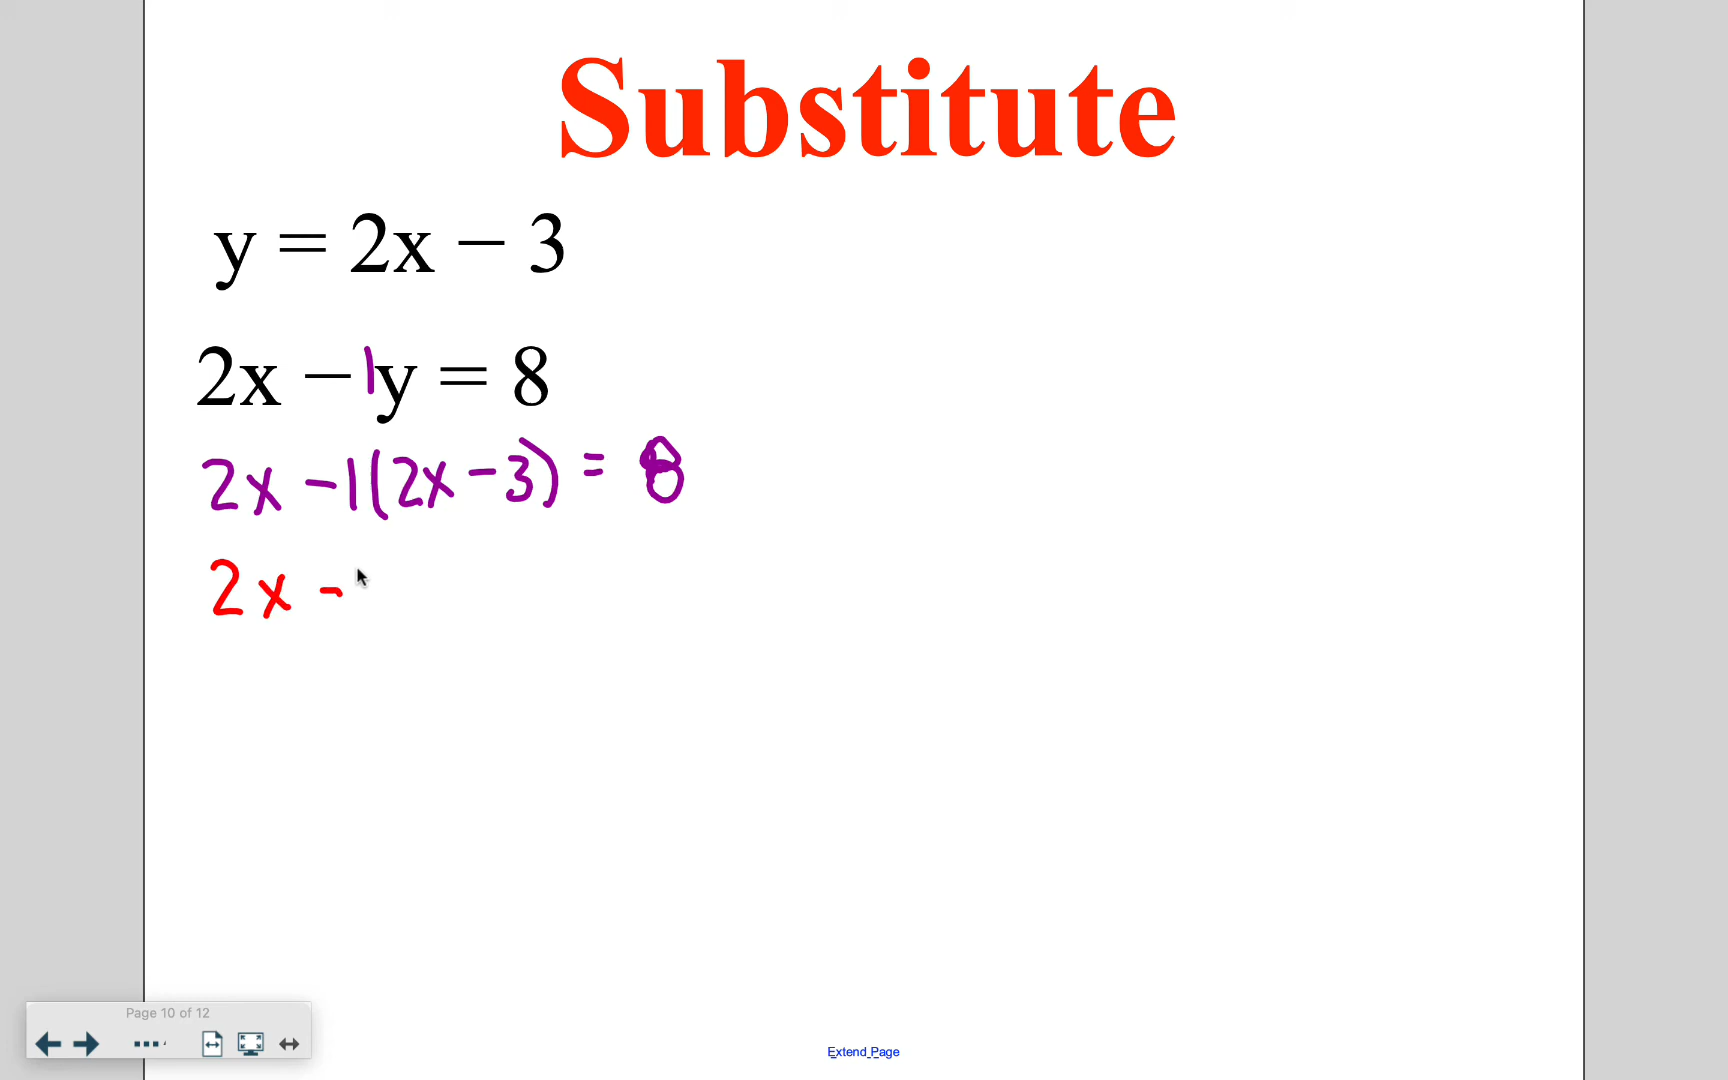 Substitute
y = 2x − 3
2x − 1y = 8
2x - 1(2x - 3) = 8
2x -
Page 10 of 12
Extend Page